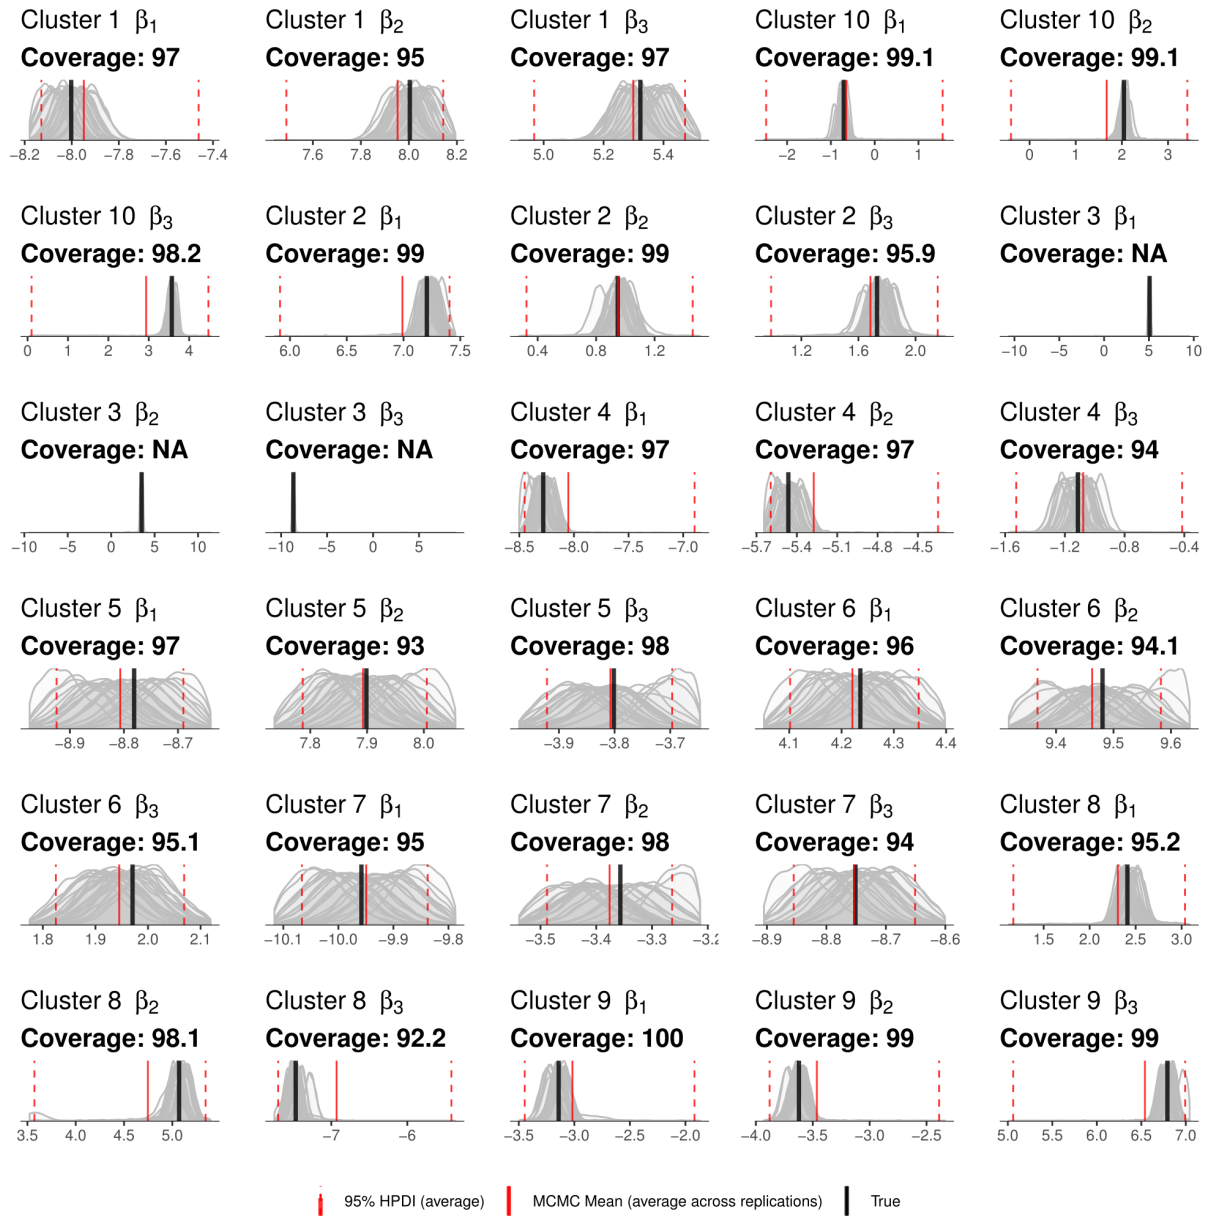 Cluster 1 β1 Cluster 1 β2 Cluster 1 β3 Cluster 10 β1 Cluster 10 β2
Coverage: 97 Coverage: 95 Coverage: 97 Coverage: 99.1 Coverage: 99.1
−8.2 −8.0 −7.8 −7.6 −7.4 7.6 7.8 8.0 8.2 5.0 5.2 5.4 −2 −1 0 1 0 1 2 3
Cluster 10 β3 Cluster 2 β1 Cluster 2 β2 Cluster 2 β3 Cluster 3 β1
Coverage: 98.2 Coverage: 99 Coverage: 99 Coverage: 95.9 Coverage: NA
0 1 2 3 4 6.0 6.5 7.0 7.5 0.4 0.8 1.2 1.2 1.6 2.0 −10 −5 0 5 10
Cluster 3 β2 Cluster 3 β3 Cluster 4 β1 Cluster 4 β2 Cluster 4 β3
Coverage: NA Coverage: NA Coverage: 97 Coverage: 97 Coverage: 94
−10 −5 0 5 10 −10 −5 0 5 −8.5 −8.0 −7.5 −7.0 −5.7 −5.4 −5.1 −4.8 −4.5 −1.6 −1.2 −0.8 −0.4
Cluster 5 β1 Cluster 5 β2 Cluster 5 β3 Cluster 6 β1 Cluster 6 β2
Coverage: 97 Coverage: 93 Coverage: 98 Coverage: 96 Coverage: 94.1
−8.9 −8.8 −8.7 7.8 7.9 8.0 −3.9 −3.8 −3.7 4.1 4.2 4.3 4.4 9.4 9.5 9.6
Cluster 6 β3 Cluster 7 β1 Cluster 7 β2 Cluster 7 β3 Cluster 8 β1
Coverage: 95.1 Coverage: 95 Coverage: 98 Coverage: 94 Coverage: 95.2
1.8 1.9 2.0 2.1 −10.1 −10.0 −9.9 −9.8 −3.5 −3.4 −3.3 −3.2 −8.9 −8.8 −8.7 −8.6 1.5 2.0 2.5 3.0
Cluster 8 β2 Cluster 8 β3 Cluster 9 β1 Cluster 9 β2 Cluster 9 β3
Coverage: 98.1 Coverage: 92.2 Coverage: 100 Coverage: 99 Coverage: 99
3.5 4.0 4.5 5.0 −7 −6 −3.5 −3.0 −2.5 −2.0 −4.0 −3.5 −3.0 −2.5 5.0 5.5 6.0 6.5 7.0
95% HPDI (average) MCMC Mean (average across replications) True